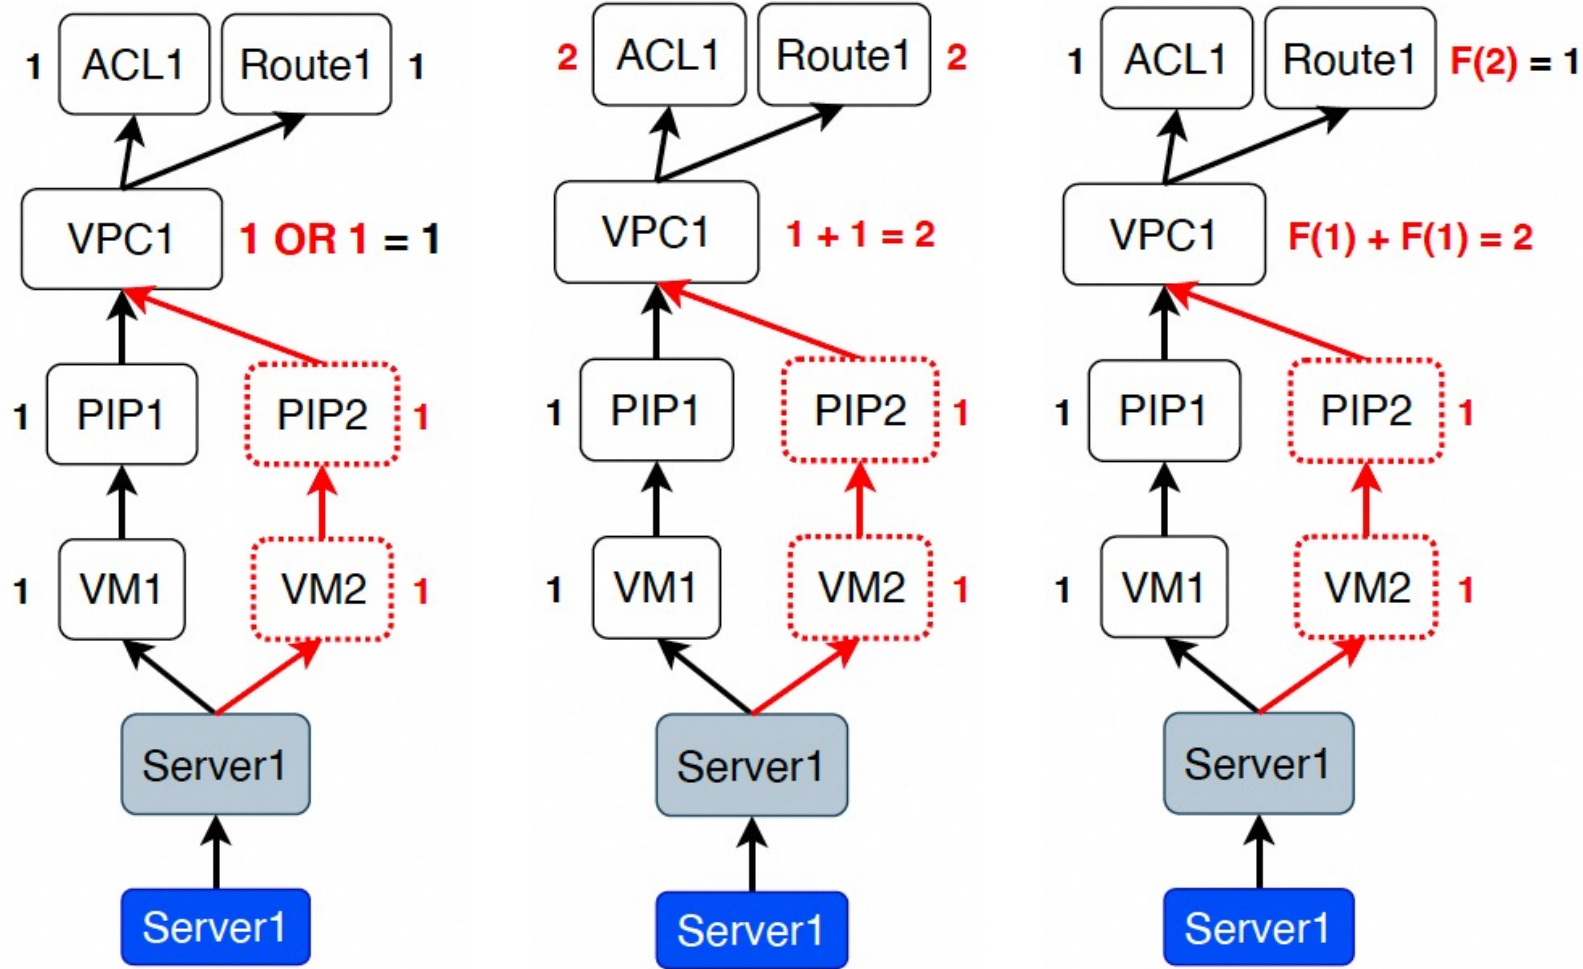 1 ACL1 Route1 1
VPC1 1 OR 1 = 1
1 PIP1 PIP2 1
1 VM1 VM2 1
Server1
Server1
2 ACL1 Route1 2
VPC1 1 + 1 = 2
1 PIP1 PIP2 1
1 VM1 VM2 1
Server1
Server1
1 ACL1 Route1 F(2) = 1
VPC1 F(1) + F(1) = 2
1 PIP1 PIP2 1
1 VM1 VM2 1
Server1
Server1